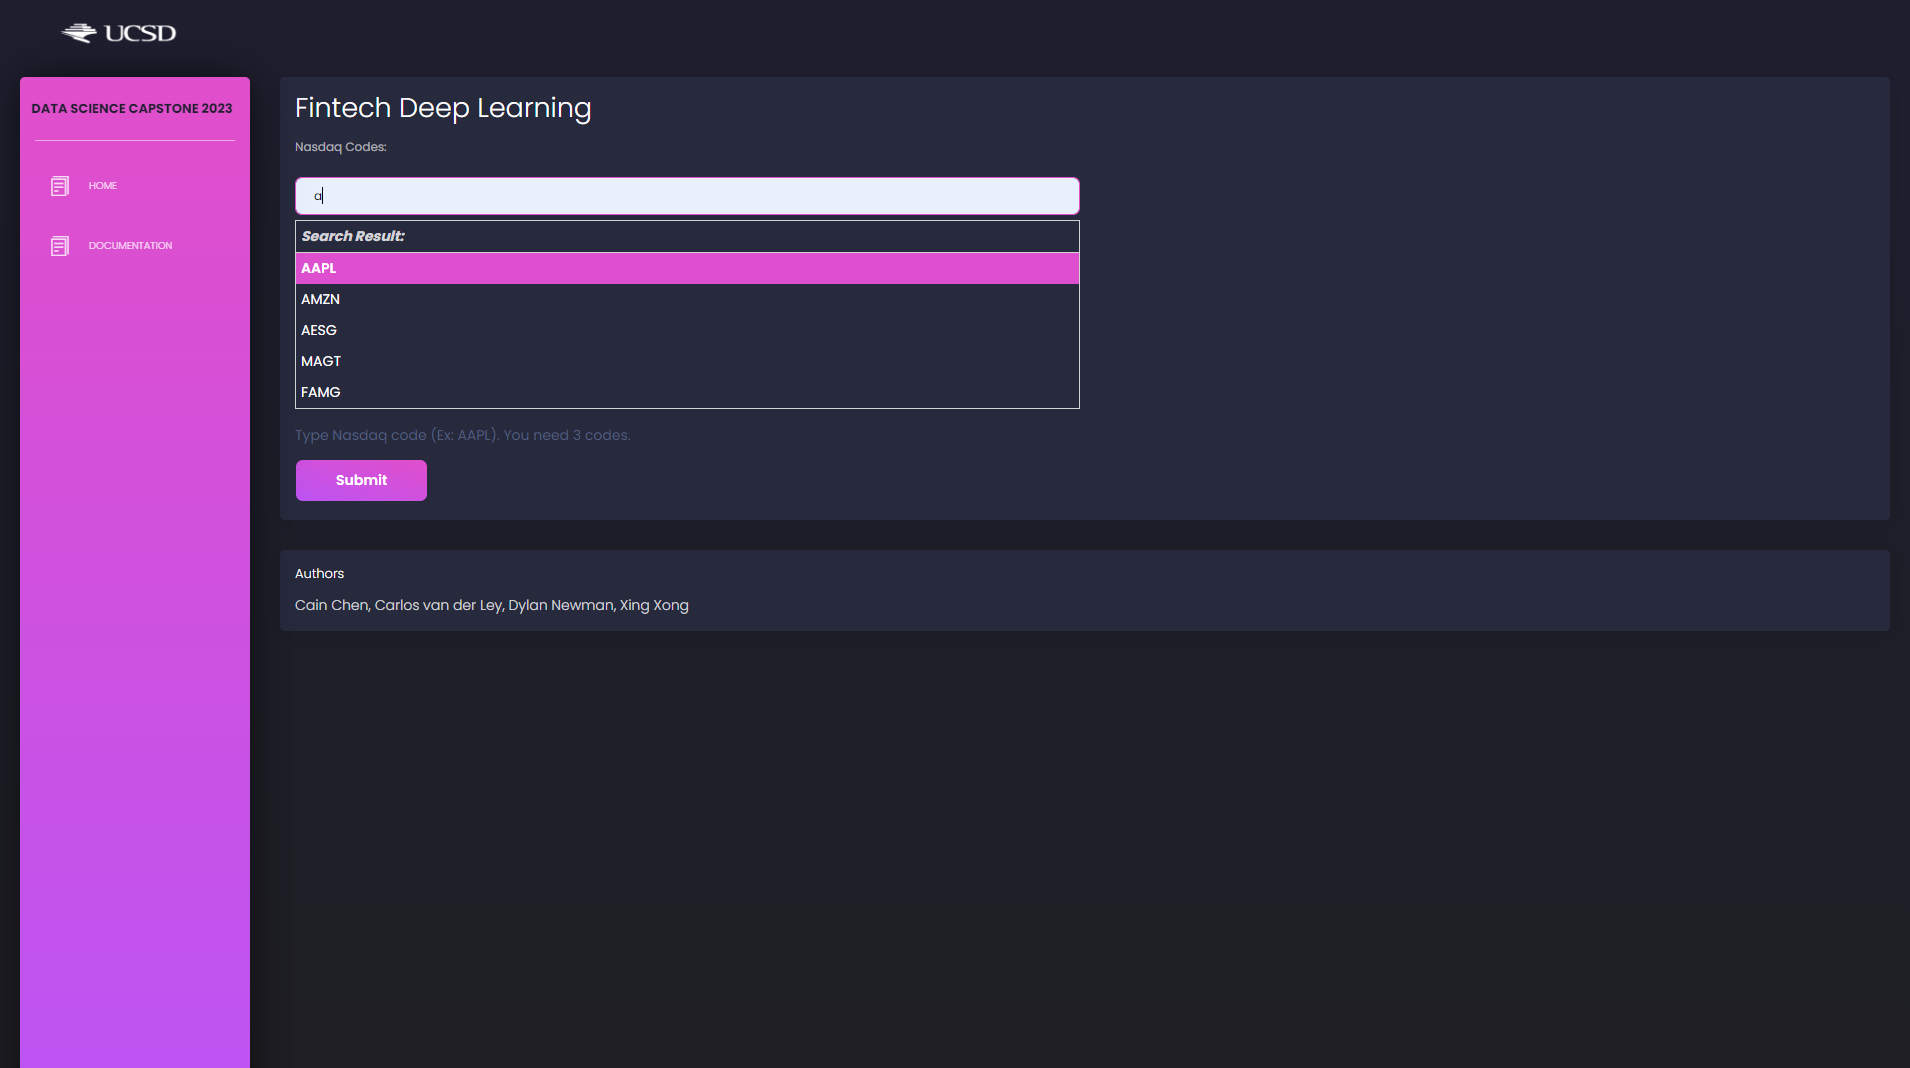 UCSD
DATA SCIENCE CAPSTONE 2023
HOME
DOCUMENTATION
Fintech Deep Learning
Nasdaq Codes:
a
Search Result:
AAPL
AMZN
AESG
MAGT
FAMG
Type Nasdaq code (Ex: AAPL). You need 3 codes.
Submit
Authors
Cain Chen, Carlos van der Ley, Dylan Newman, Xing Xong